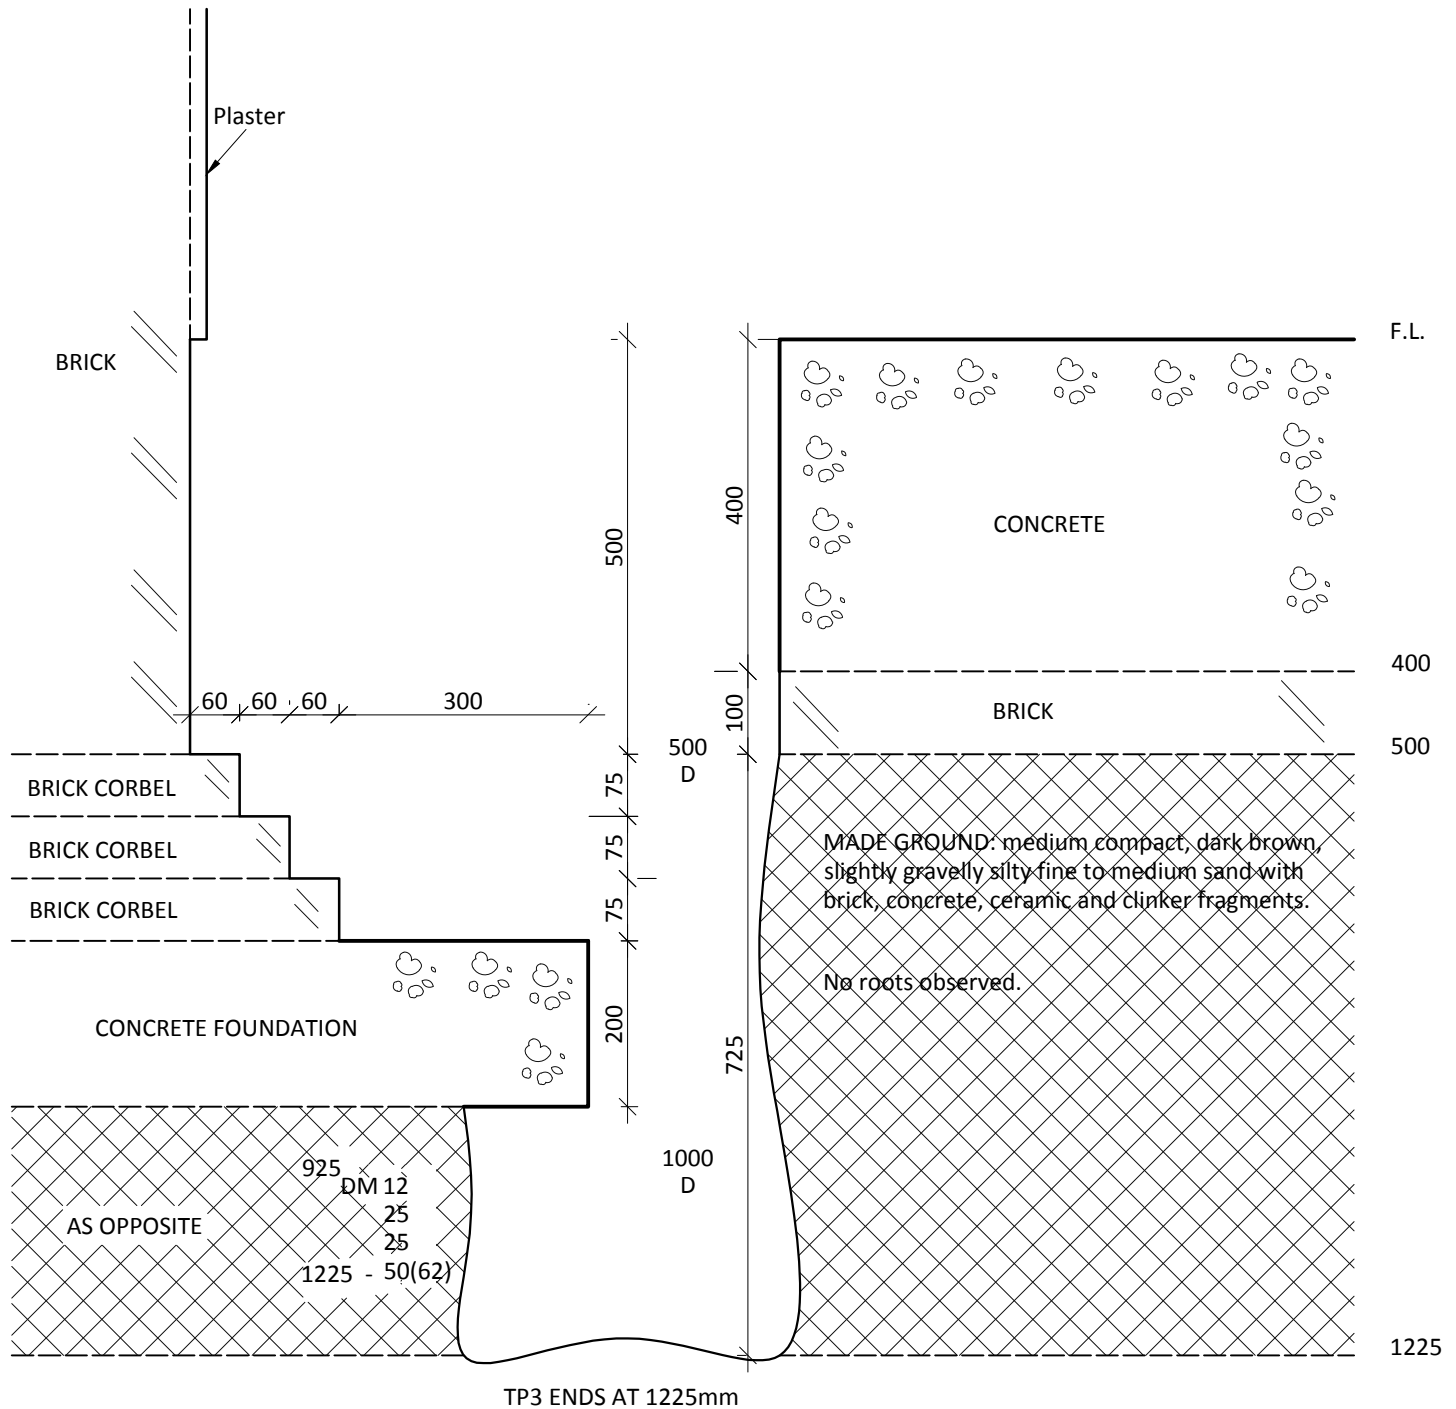 Plaster
F.L.
BRICK
400
500
CONCRETE
400
60 60 60 300
100
BRICK
500
D
500
BRICK CORBEL
75
BRICK CORBEL
75
BRICK CORBEL
75
MADE GROUND: medium compact, dark brown,
slightly gravelly silty fine to medium sand with
brick, concrete, ceramic and clinker fragments.
No roots observed.
CONCRETE FOUNDATION
200
725
925
DM 12
25
25
1225 - 50(62)
AS OPPOSITE
1000
D
1225
TP3 ENDS AT 1225mm